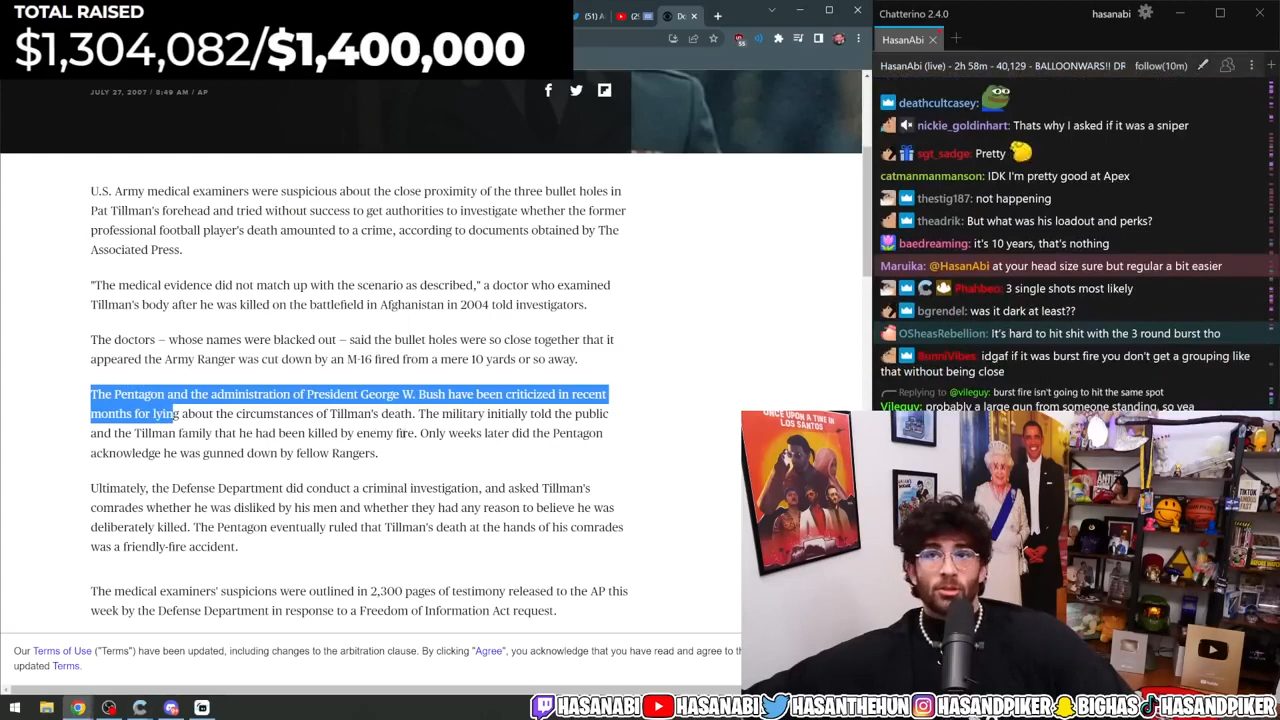 TOTAL RAISED
$1,304,082/$1,400,000
JULY 27, 2007 / 8:49 AM / AP
U.S. Army medical examiners were suspicious about the close proximity of the three bullet holes in
Pat Tillman's forehead and tried without success to get authorities to investigate whether the former
professional football player's death amounted to a crime, according to documents obtained by The
Associated Press.
"The medical evidence did not match up with the scenario as described," a doctor who examined
Tillman's body after he was killed on the battlefield in Afghanistan in 2004 told investigators.
The doctors — whose names were blacked out — said the bullet holes were so close together that it
appeared the Army Ranger was cut down by an M-16 fired from a mere 10 yards or so away.
The Pentagon and the administration of President George W. Bush have been criticized in recent
months for lying about the circumstances of Tillman's death. The military initially told the public
and the Tillman family that he had been killed by enemy fire. Only weeks later did the Pentagon
acknowledge he was gunned down by fellow Rangers.
Ultimately, the Defense Department did conduct a criminal investigation, and asked Tillman's
comrades whether he was disliked by his men and whether they had any reason to believe he was
deliberately killed. The Pentagon eventually ruled that Tillman's death at the hands of his comrades
was a friendly-fire accident.
The medical examiners' suspicions were outlined in 2,300 pages of testimony released to the AP this
week by the Defense Department in response to a Freedom of Information Act request.
Our Terms of Use ("Terms") have been updated, including changes to the arbitration clause. By clicking "Agree", you acknowledge that you have read and agree to th
updated Terms.
Chatterino 2.4.0
hasanabi
HasanAbi
HasanAbi (live) - 2h 58m - 40,129 - BALLOONWARS!! DR
follow(10m)
deathcultcasey:
nickie_goldinhart: Thats why I asked if it was a sniper
sgt_sadge: Pretty
catmanmanmanson: IDK I'm pretty good at Apex
thestig187: not happening
theadrik: But what was his loadout and perks?
baedreaming: it's 10 years, that's nothing
Maruika: @HasanAbi at your head size sure but regular a bit easier
Phahbeo: 3 single shots most likely
bgrendel: was it dark at least??
OSheasRebellion: It's hard to hit shit with the 3 round burst tho
BunniVibes: idgaf if it was burst fire you don't get a grouping like
that without being close
Replying to @vileguy: burst fire isn't going to hit the same spot
Vileguy: probably a large gun from someone standing, so yea
ONCE UPON A TIME IN
LOS SANTOS
HASANABI
HASANABI
HASANTHEHUN
HASANDPIKER
BIGHAS
HASANDPIKER